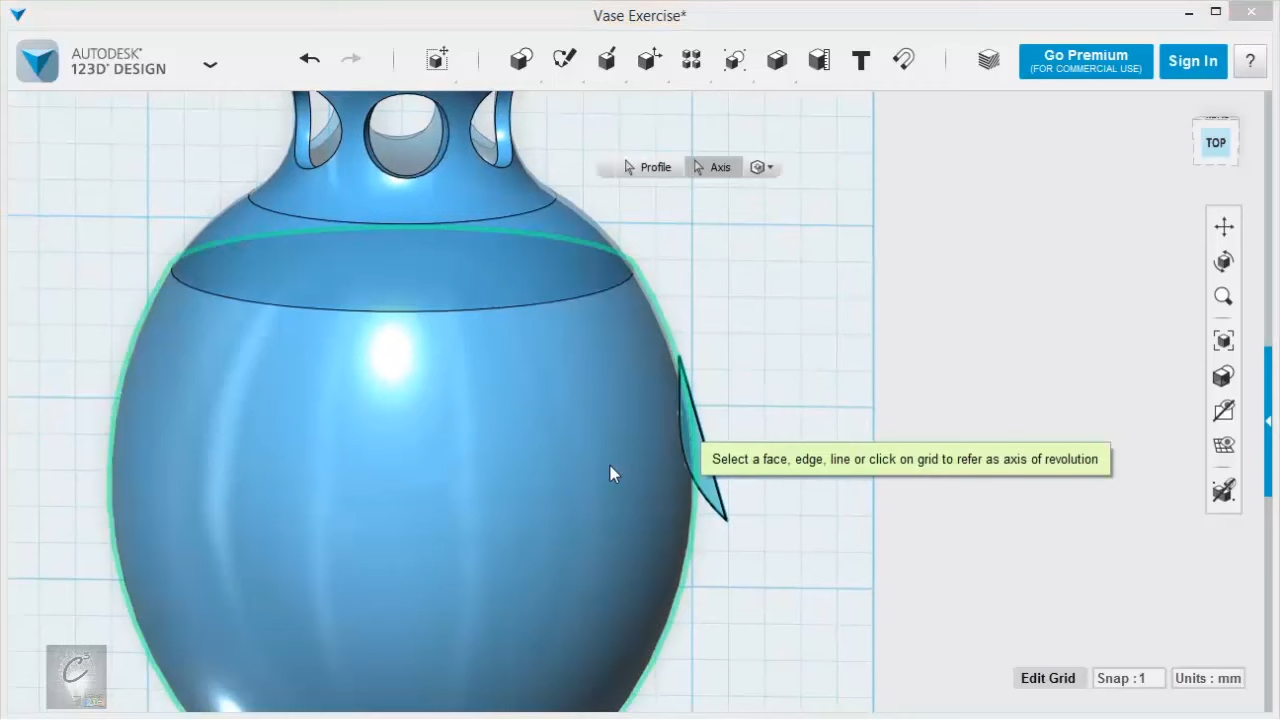 Vase Exercise*
AUTODESK®
123D® DESIGN
Go Premium
(FOR COMMERCIAL USE)
Sign In
?
Profile
Axis
TOP
Select a face, edge, line or click on grid to refer as axis of revolution
Edit Grid
Snap : 1
Units : mm